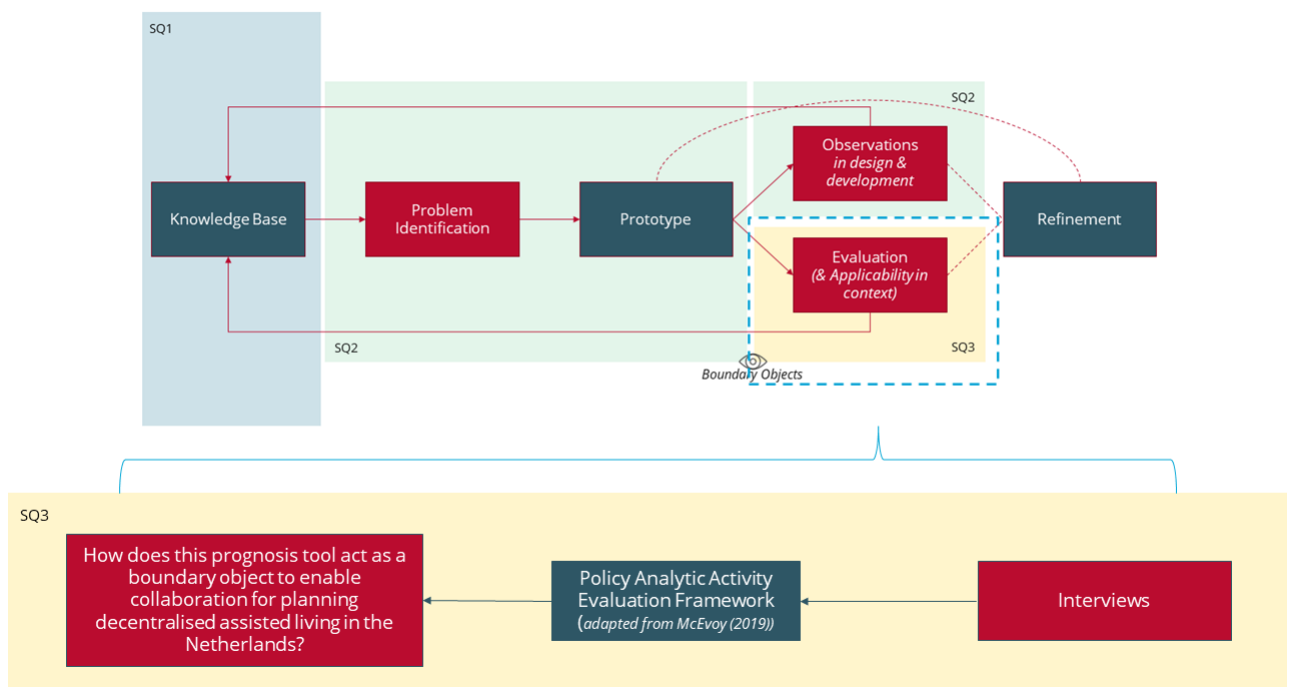 SQ1
SQ2
Observations
in design &
development
Knowledge Base
Problem
Identification
Prototype
Refinement
Evaluation
(& Applicability in
context)
SQ2
SQ3
Boundary Objects
SQ3
How does this prognosis tool act as a
boundary object to enable
collaboration for planning
decentralised assisted living in the
Netherlands?
Policy Analytic Activity
Evaluation Framework
(adapted from McEvoy (2019))
Interviews